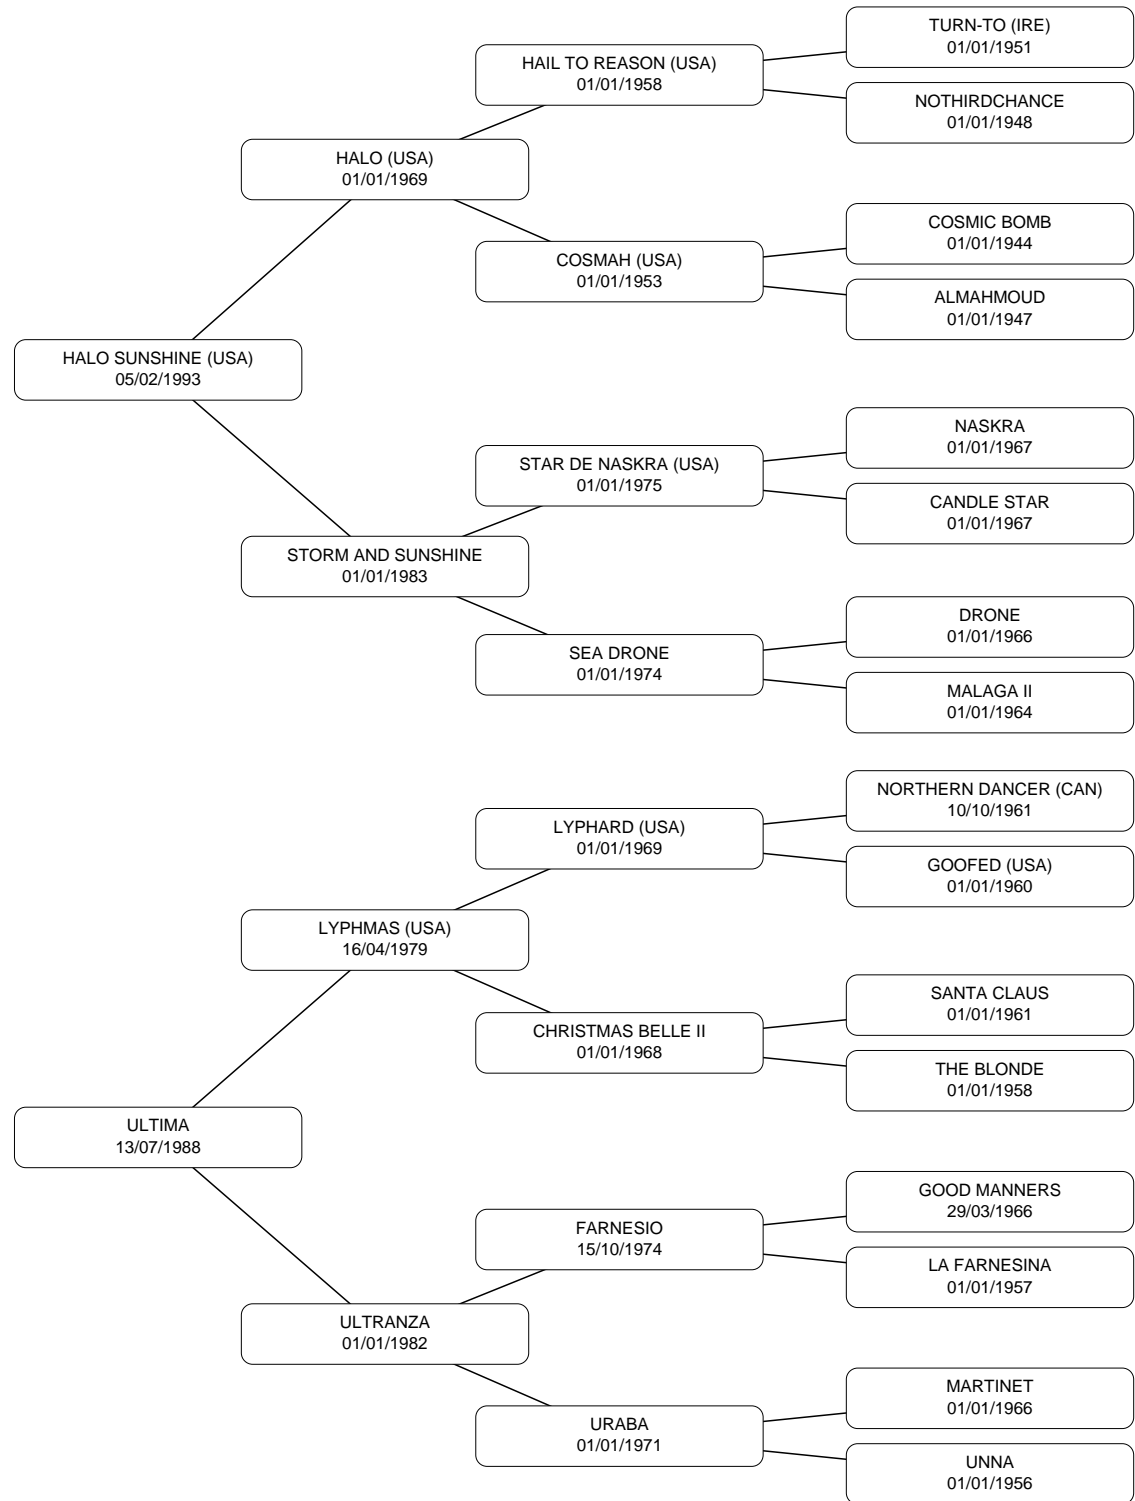 TURN-TO (IRE)
01/01/1951
HAIL TO REASON (USA)
01/01/1958
NOTHIRDCHANCE
01/01/1948
HALO (USA)
01/01/1969
COSMIC BOMB
01/01/1944
COSMAH (USA)
01/01/1953
ALMAHMOUD
01/01/1947
HALO SUNSHINE (USA)
05/02/1993
NASKRA
01/01/1967
STAR DE NASKRA (USA)
01/01/1975
CANDLE STAR
01/01/1967
STORM AND SUNSHINE
01/01/1983
DRONE
01/01/1966
SEA DRONE
01/01/1974
MALAGA II
01/01/1964
NORTHERN DANCER (CAN)
10/10/1961
LYPHARD (USA)
01/01/1969
GOOFED (USA)
01/01/1960
LYPHMAS (USA)
16/04/1979
SANTA CLAUS
01/01/1961
CHRISTMAS BELLE II
01/01/1968
THE BLONDE
01/01/1958
ULTIMA
13/07/1988
GOOD MANNERS
29/03/1966
FARNESIO
15/10/1974
LA FARNESINA
01/01/1957
ULTRANZA
01/01/1982
MARTINET
01/01/1966
URABA
01/01/1971
UNNA
01/01/1956